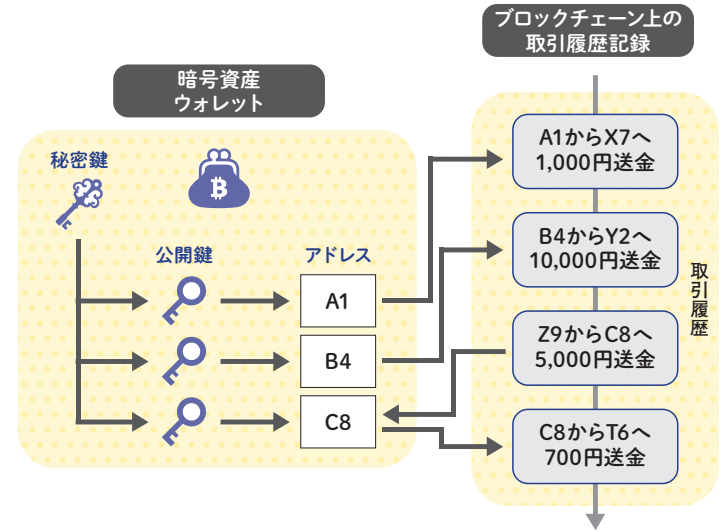 ブロックチェーン上の
取引履歴記録
暗号資産
ウォレット
秘密鍵
B
公開鍵
アドレス
A1
B4
C8
A1からX7へ
1,000円送金
B4からY2へ
10,000円送金
Z9からC8へ
5,000円送金
C8からT6へ
700円送金
取引履歴